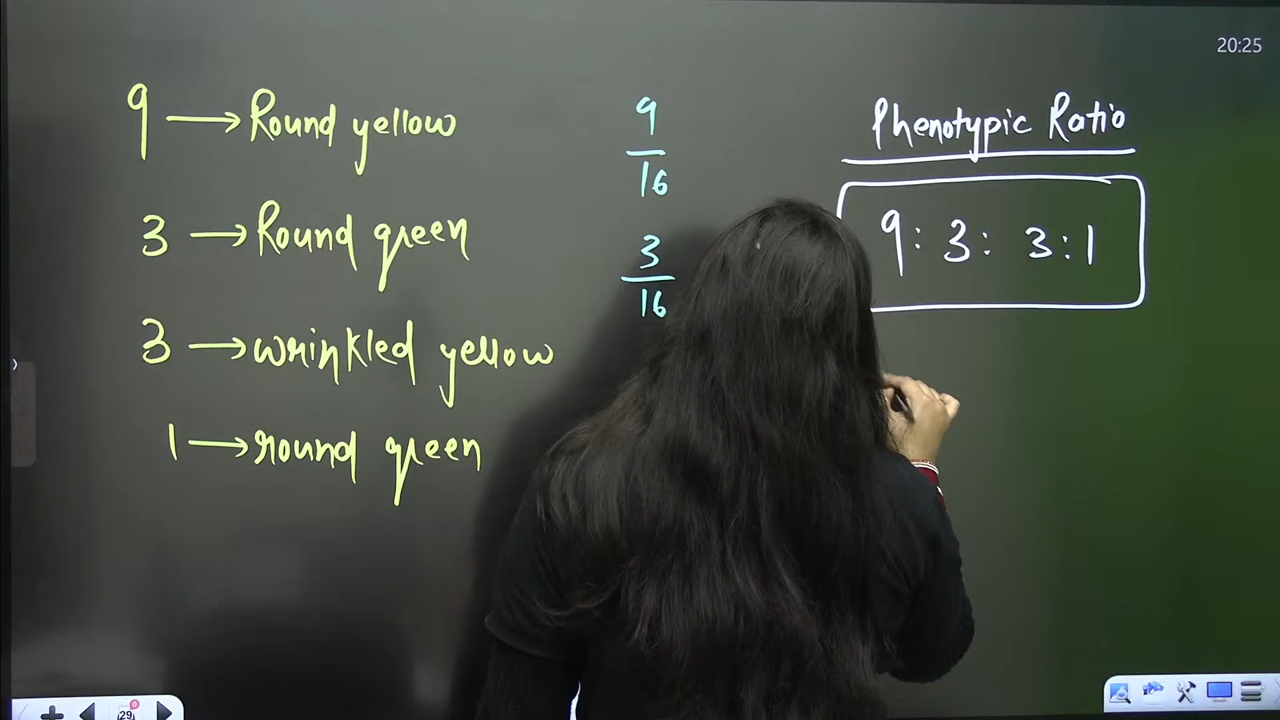 20:25
9 → Round yellow
3 → Round green
3 → wrinkled yellow
1 → round green
9
16
3
16
Phenotypic Ratio
9 : 3 : 3 : 1
29
0